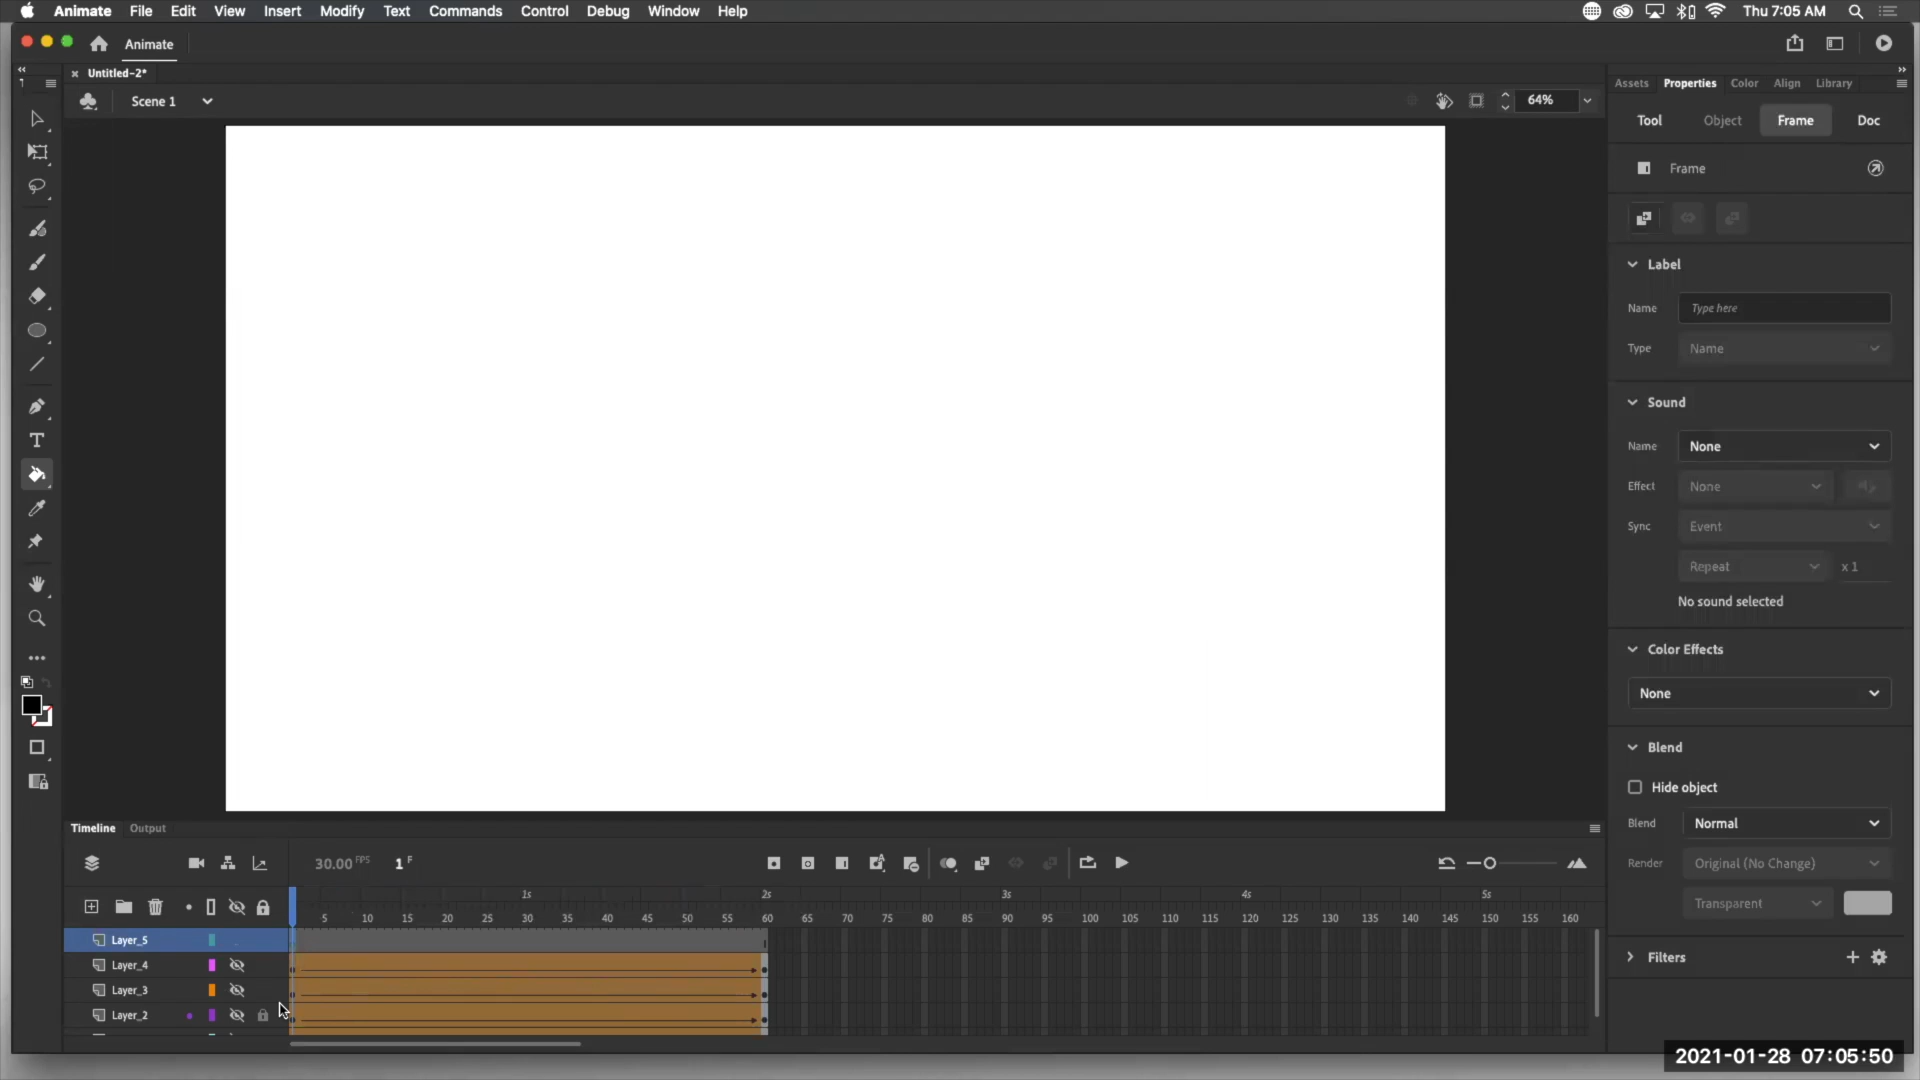 Animate File Edit View Insert Modify Text Commands Control Debug Window Help Thu 7:05 AM
Animate
Untitled-2*
Assets Properties Color Align Library
Scene 1 64%
Tool Object Frame Doc
Frame
Label
Name Type here
Type Name
Sound
Name None
Effect None
Sync Event
Repeat x 1
No sound selected
Color Effects
None
Blend
Hide object
Blend Normal
Render Original (No Change)
Transparent
Filters
Timeline Output
30.00 FPS 1 F
1s 2s 3s 4s 5s
5 10 15 20 25 30 35 40 45 50 55 60 65 70 75 80 85 90 95 100 105 110 115 120 125 130 135 140 145 150 155 160
Layer_5
Layer_4
Layer_3
Layer_2
2021-01-28 07:05:50